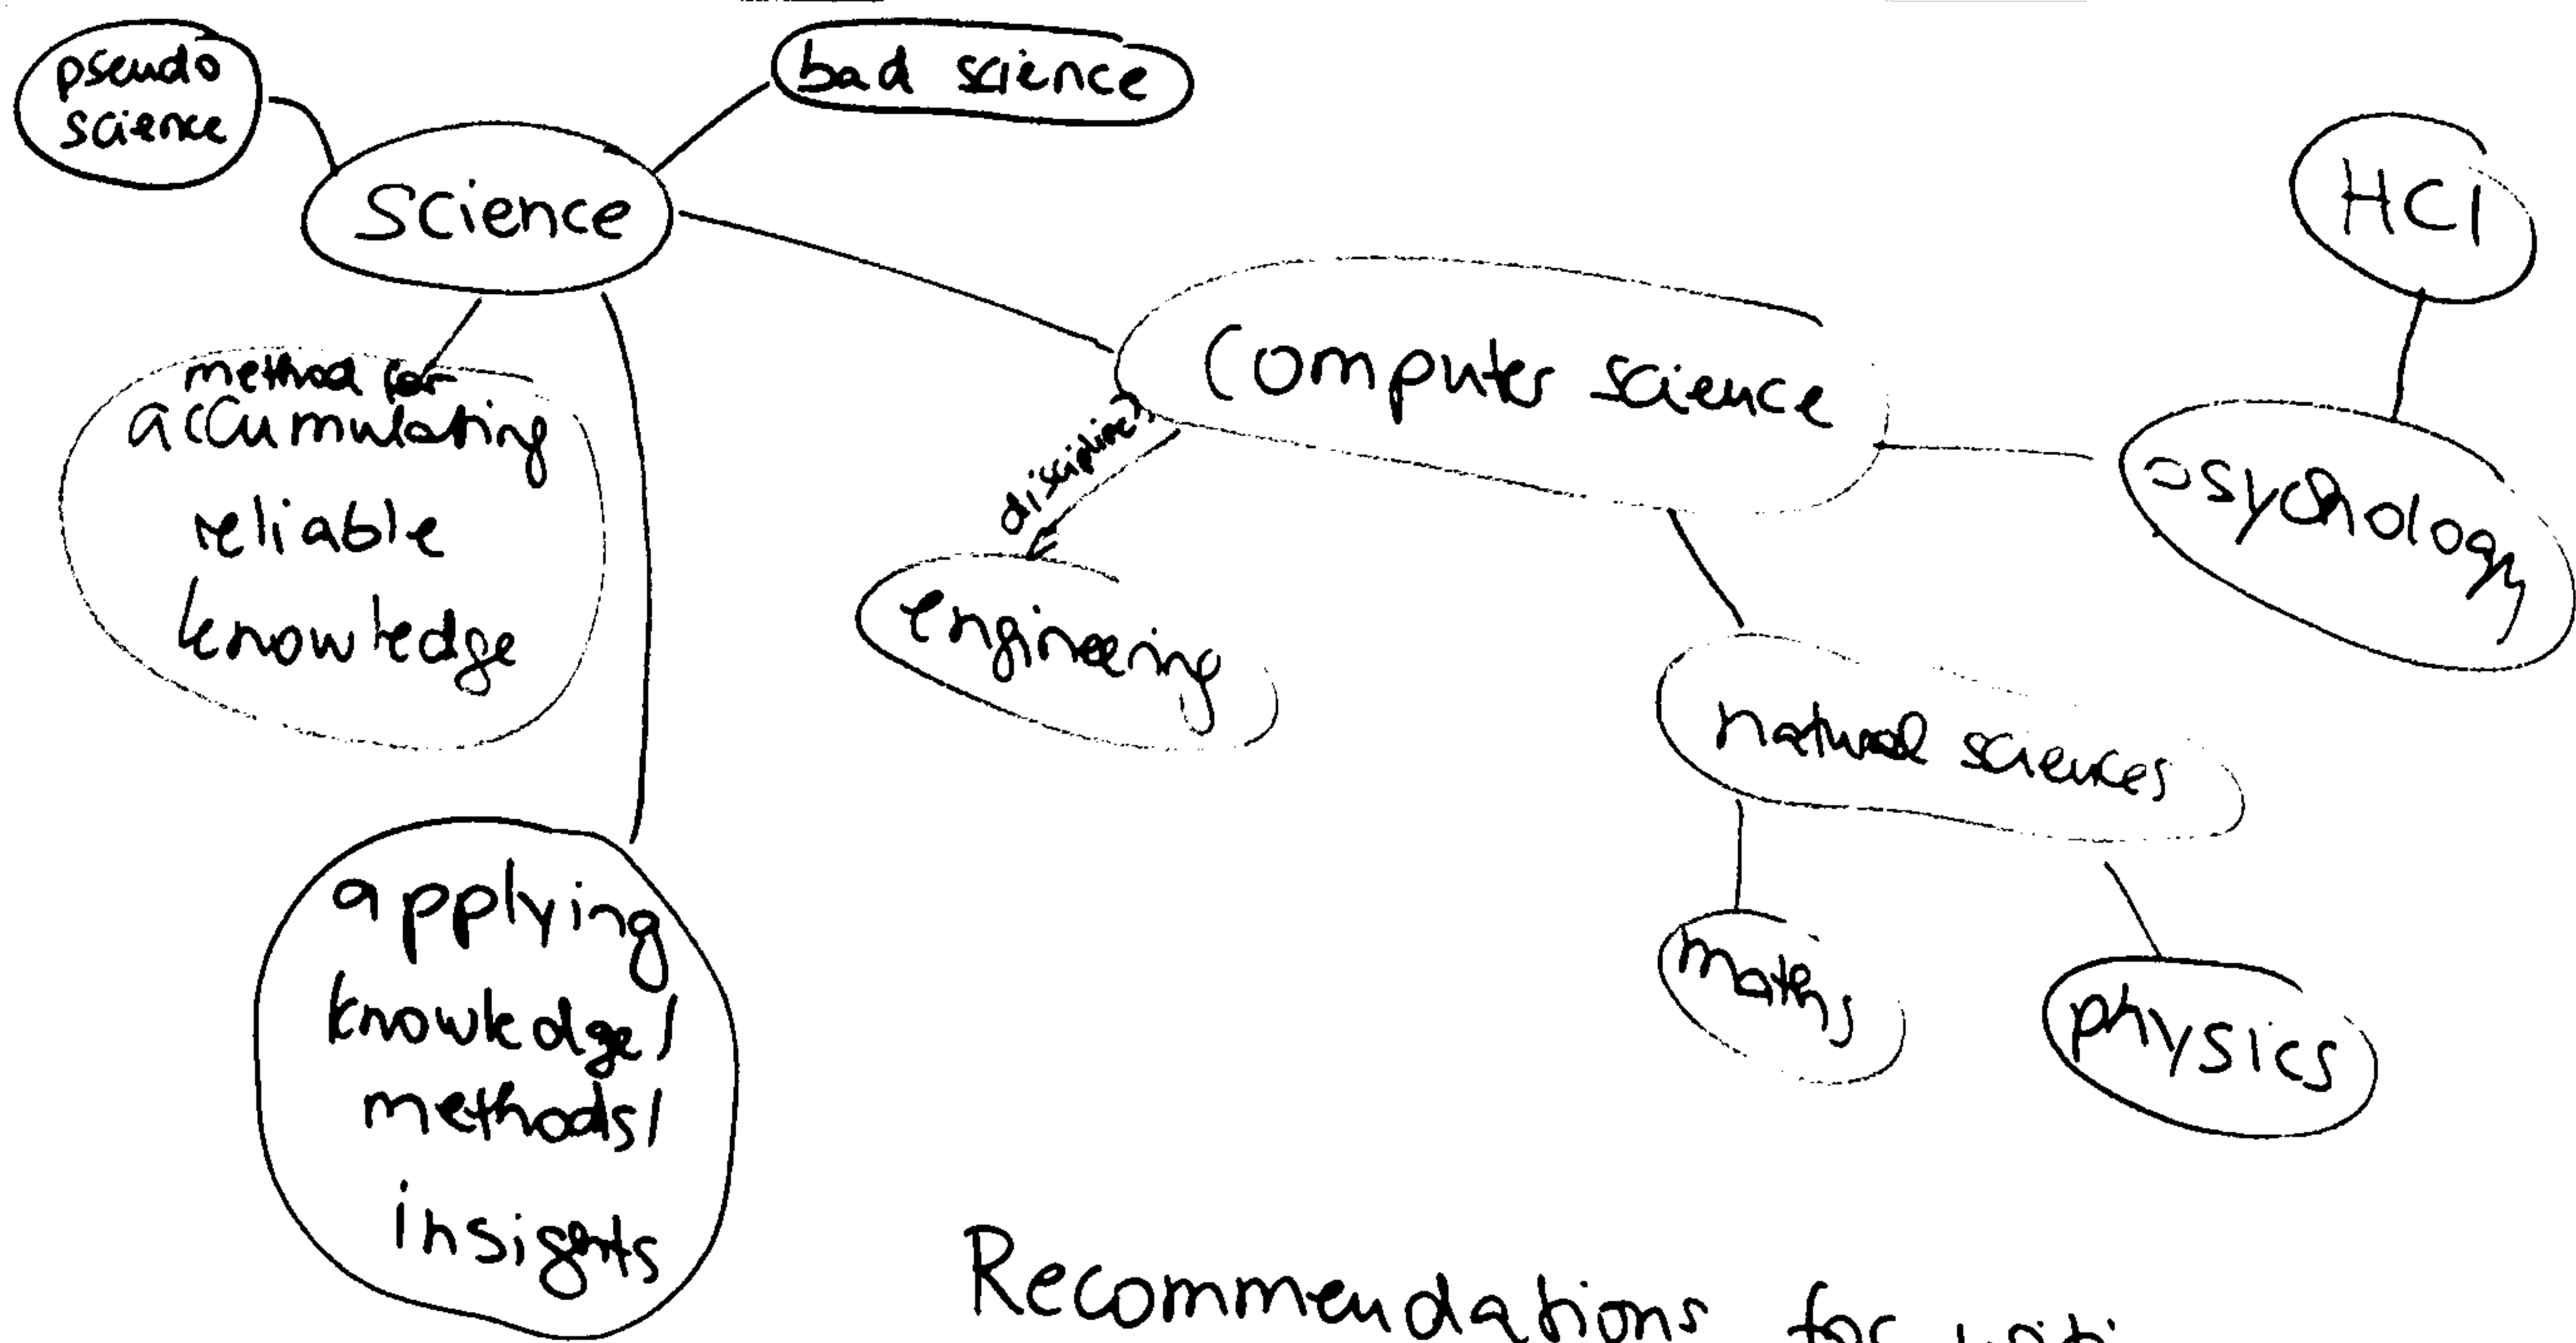 pseudo
science
bad science
science
HCI
computer science
method for
accumulating
reliable
knowledge
discipline?
psychology
engineering
natural sciences
maths
physics
applying
knowledge/
methods/
insights
Recommendations for